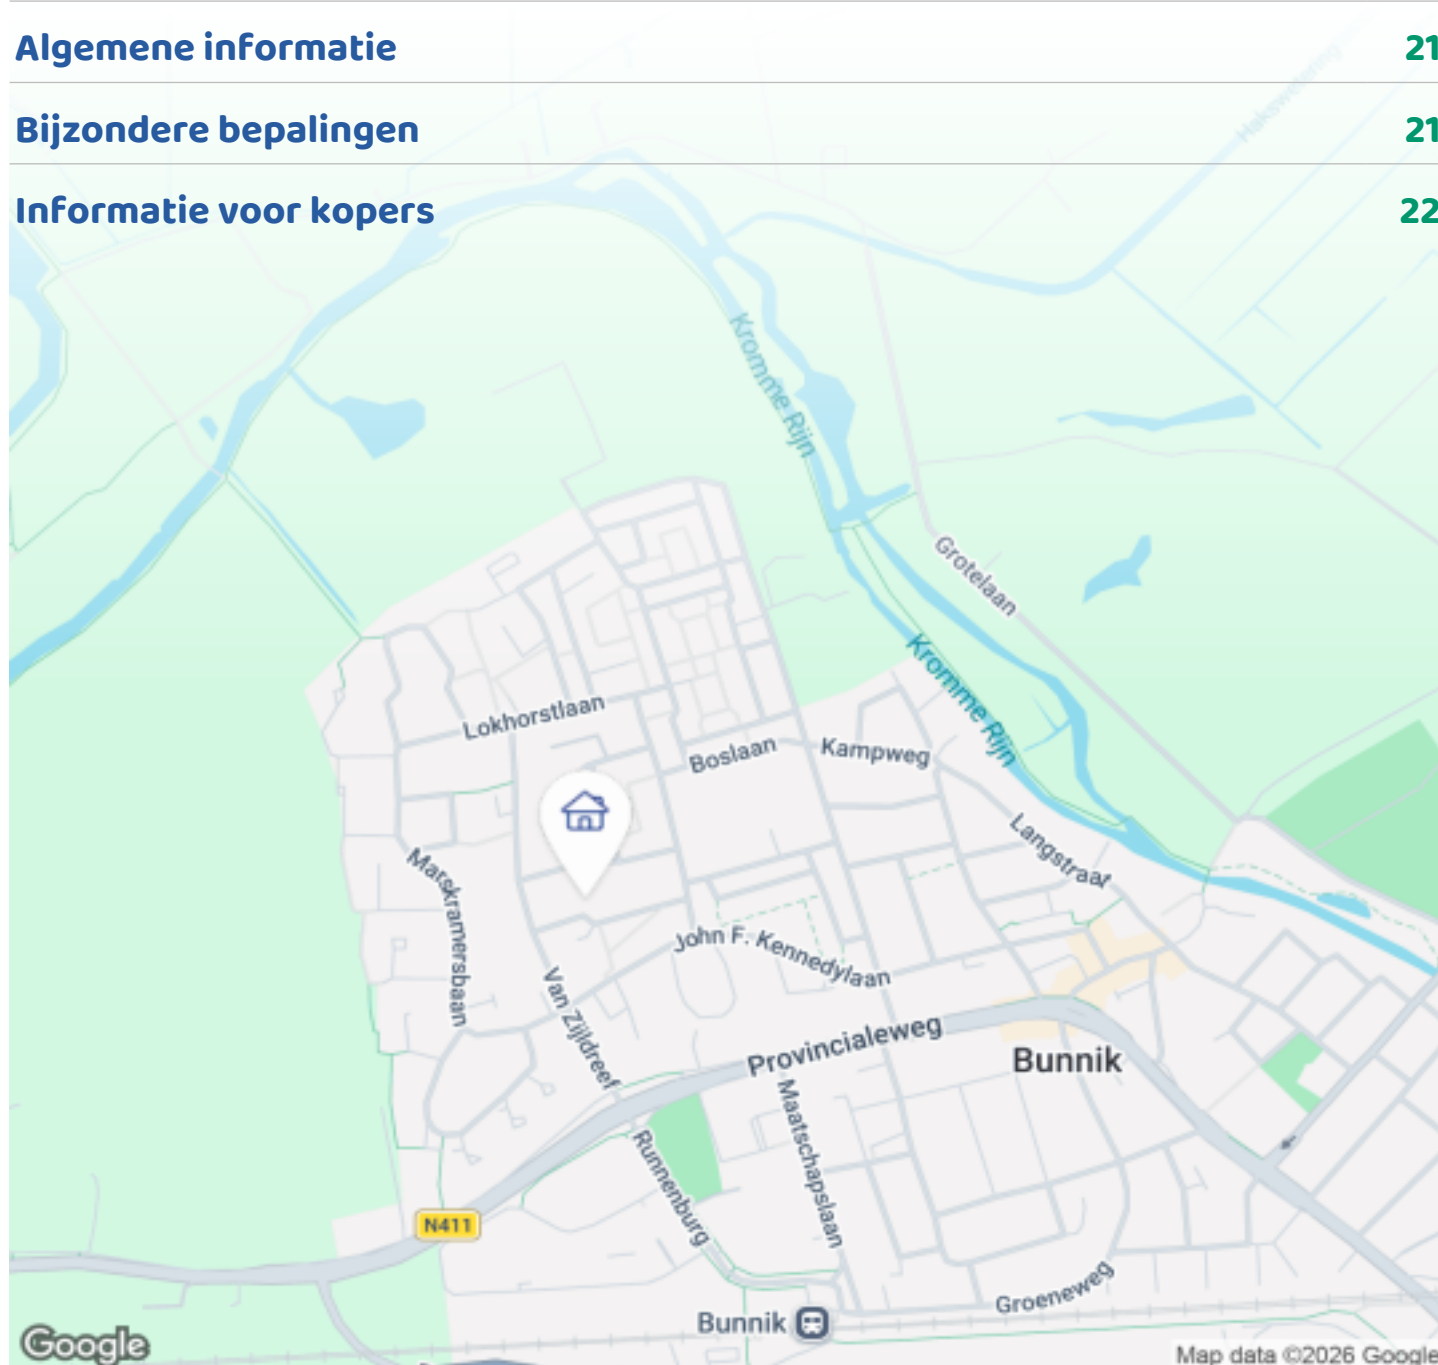 Algemene informatie 21
Bijzondere bepalingen 21
Informatie voor kopers 22
Hakswetering
Kromme Rijn
Grotelaan
Kromme Rijn
Lokhorstlaan
Boslaan
Kampweg
Langstraat
Marskramersbaan
John F. Kennedylaan
Van Zijldreef
Provincialeweg
Bunnik
Maatschapslaan
Runnenburg
N411
Groeneweg
Bunnik
Google
Map data ©2026 Google